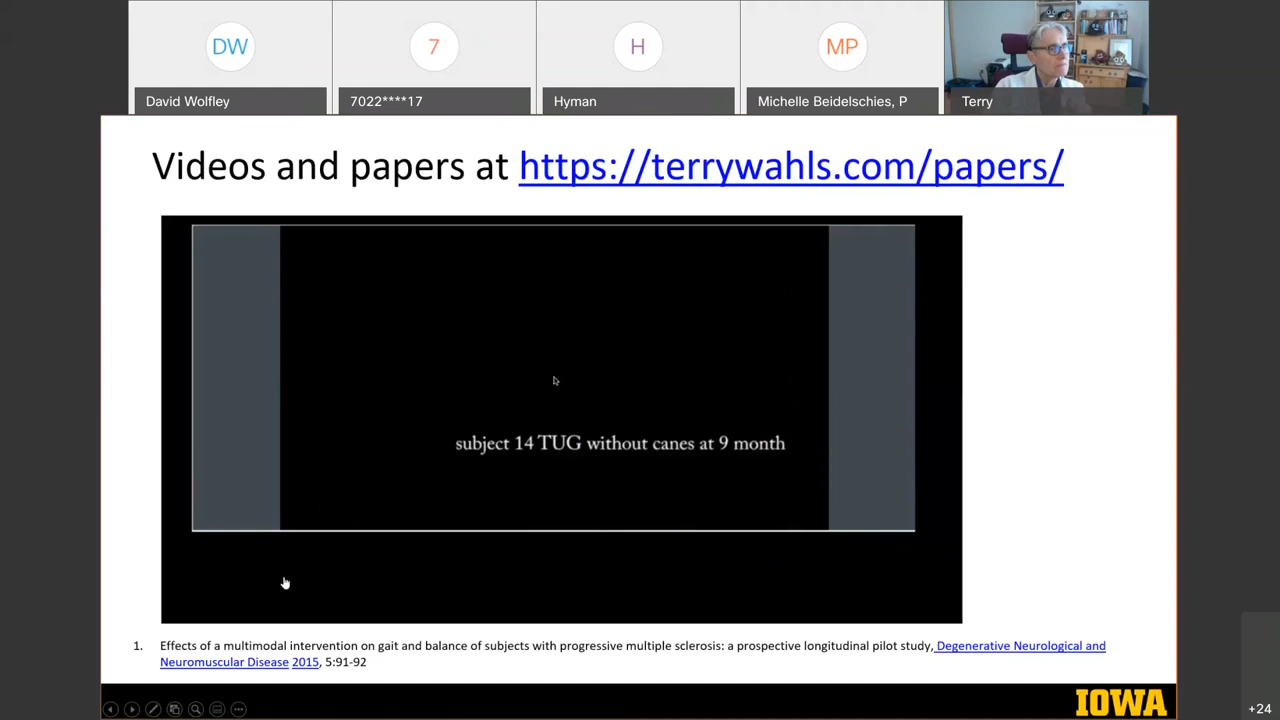 DW
7
H
MP
David Wolfley
7022****17
Hyman
Michelle Beidelschies, P
Terry
Videos and papers at https://terrywahls.com/papers/
subject 14 TUG without canes at 9 month
1. Effects of a multimodal intervention on gait and balance of subjects with progressive multiple sclerosis: a prospective longitudinal pilot study, Degenerative Neurological and
Neuromuscular Disease 2015, 5:91-92
IOWA
+24